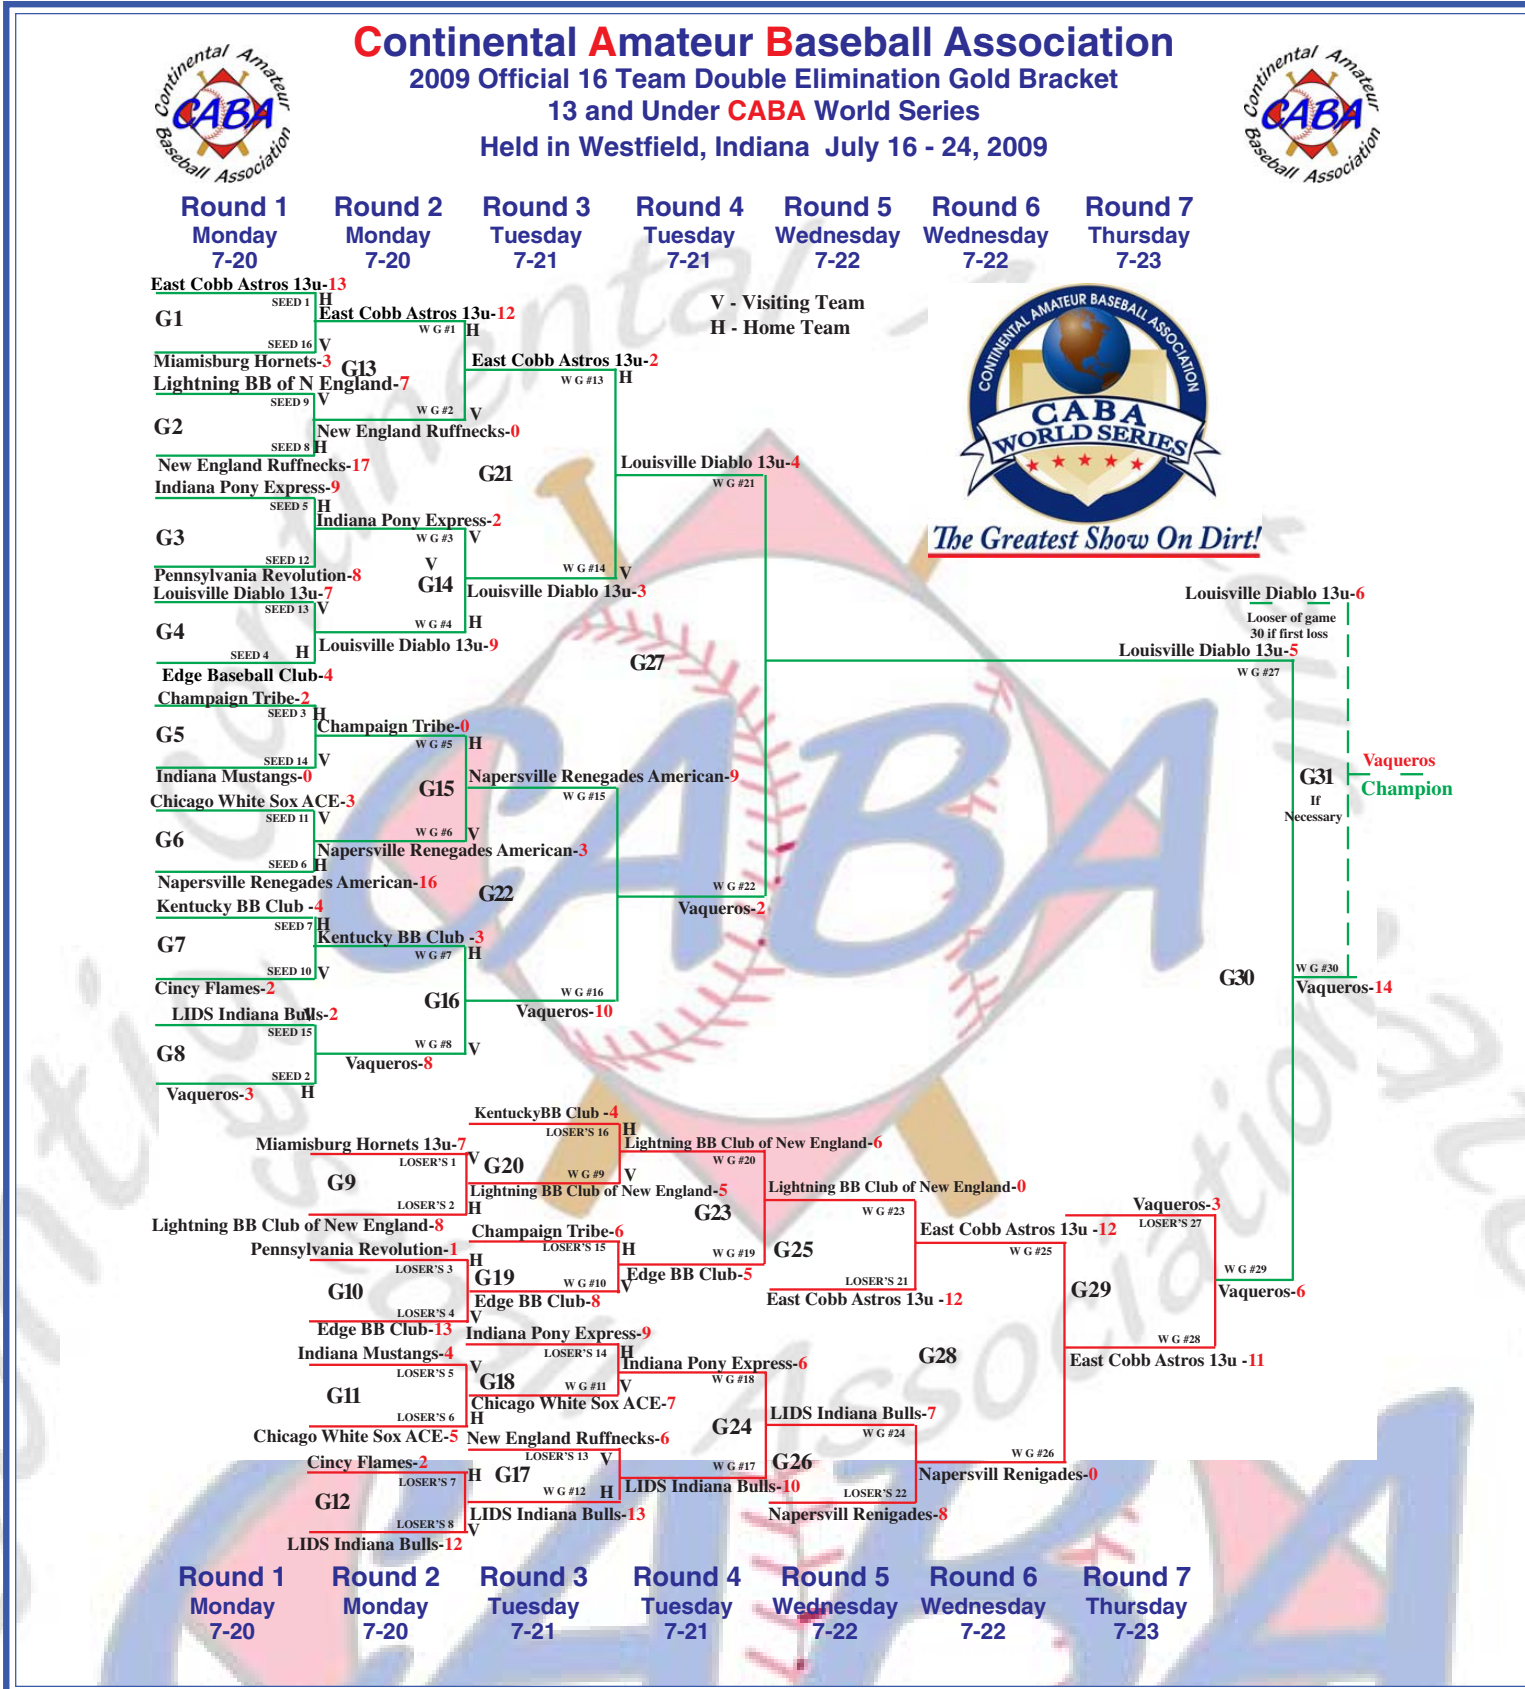 Continental Amateur Baseball Association
2009 Official 16 Team Double Elimination Gold Bracket
13 and Under CABA World Series
Held in Westfield, Indiana July 16 - 24, 2009
Continental Amateur
CABA
Baseball Association
Continental Amateur
CABA
Baseball Association
Round 1 Round 2 Round 3 Round 4 Round 5 Round 6 Round 7
Monday Monday Tuesday Tuesday Wednesday Wednesday Thursday
7-20 7-20 7-21 7-21 7-22 7-22 7-23
V - Visiting Team
H - Home Team
CONTINENTAL AMATEUR BASEBALL ASSOCIATION
CABA
WORLD SERIES
The Greatest Show On Dirt!
East Cobb Astros 13u-13
SEED 1 H
G1
SEED 16 V
Miamisburg Hornets-3
Lightning BB of N England-7
SEED 9 V
G2
SEED 8 H
New England Ruffnecks-17
Indiana Pony Express-9
SEED 5 H
G3
SEED 12
Pennsylvania Revolution-8
Louisville Diablo 13u-7
SEED 13 V
G4
SEED 4 H
Edge Baseball Club-4
Champaign Tribe-2
SEED 3 H
G5
SEED 14 V
Indiana Mustangs-0
Chicago White Sox ACE-3
SEED 11 V
G6
SEED 6 H
Napersville Renegades American-16
Kentucky BB Club -4
SEED 7 H
G7
SEED 10 V
Cincy Flames-2
LIDS Indiana Bulls-2
V
SEED 15
G8
SEED 2
H
Vaqueros-3
East Cobb Astros 13u-12
W G #1 H
G13
W G #2 V
New England Ruffnecks-0
Indiana Pony Express-2
W G #3 V
V
G14
W G #4 H
Louisville Diablo 13u-9
Champaign Tribe-0
W G #5 H
G15
W G #6 V
Napersville Renegades American-3
Kentucky BB Club -3
W G #7 H
G16
W G #8 V
Vaqueros-8
East Cobb Astros 13u-2
W G #13 H
G21
W G #14 V
Louisville Diablo 13u-3
Napersville Renegades American-9
W G #15
G22
W G #16
Vaqueros-10
Louisville Diablo 13u-4
W G #21
G27
W G #22
Vaqueros-2
Louisville Diablo 13u-6
Looser of game
30 if first loss
Louisville Diablo 13u-5
W G #27
G31
If
Necessary
Vaqueros
Champion
G30
W G #30
Vaqueros-14
Miamisburg Hornets 13u-7
LOSER'S 1 V
G9
LOSER'S 2 H
Lightning BB Club of New England-8
Pennsylvania Revolution-1
LOSER'S 3 H
G10
LOSER'S 4 V
Edge BB Club-13
Indiana Mustangs-4
LOSER'S 5 V
G11
LOSER'S 6 H
Chicago White Sox ACE-5
Cincy Flames-2
LOSER'S 7 H
G12
LOSER'S 8 V
LIDS Indiana Bulls-12
KentuckyBB Club -4
LOSER'S 16 H
G20
W G #9 V
Lightning BB Club of New England-5
Champaign Tribe-6
LOSER'S 15 H
G19
W G #10 V
Edge BB Club-8
Indiana Pony Express-9
LOSER'S 14 H
G18
W G #11 V
Chicago White Sox ACE-7
New England Ruffnecks-6
LOSER'S 13 V
G17
W G #12 H
LIDS Indiana Bulls-13
Lightning BB Club of New England-6
W G #20
G23
W G #19
Edge BB Club-5
Indiana Pony Express-6
W G #18
G24
W G #17
LIDS Indiana Bulls-10
Lightning BB Club of New England-0
W G #23
G25
LOSER'S 21
East Cobb Astros 13u -12
LIDS Indiana Bulls-7
W G #24
G26
LOSER'S 22
Napersvill Renigades-8
East Cobb Astros 13u -12
W G #25
G28
W G #26
Napersvill Renigades-0
Vaqueros-3
LOSER'S 27
G29
W G #28
East Cobb Astros 13u -11
W G #29
Vaqueros-6
Round 1 Round 2 Round 3 Round 4 Round 5 Round 6 Round 7
Monday Monday Tuesday Tuesday Wednesday Wednesday Thursday
7-20 7-20 7-21 7-21 7-22 7-22 7-23